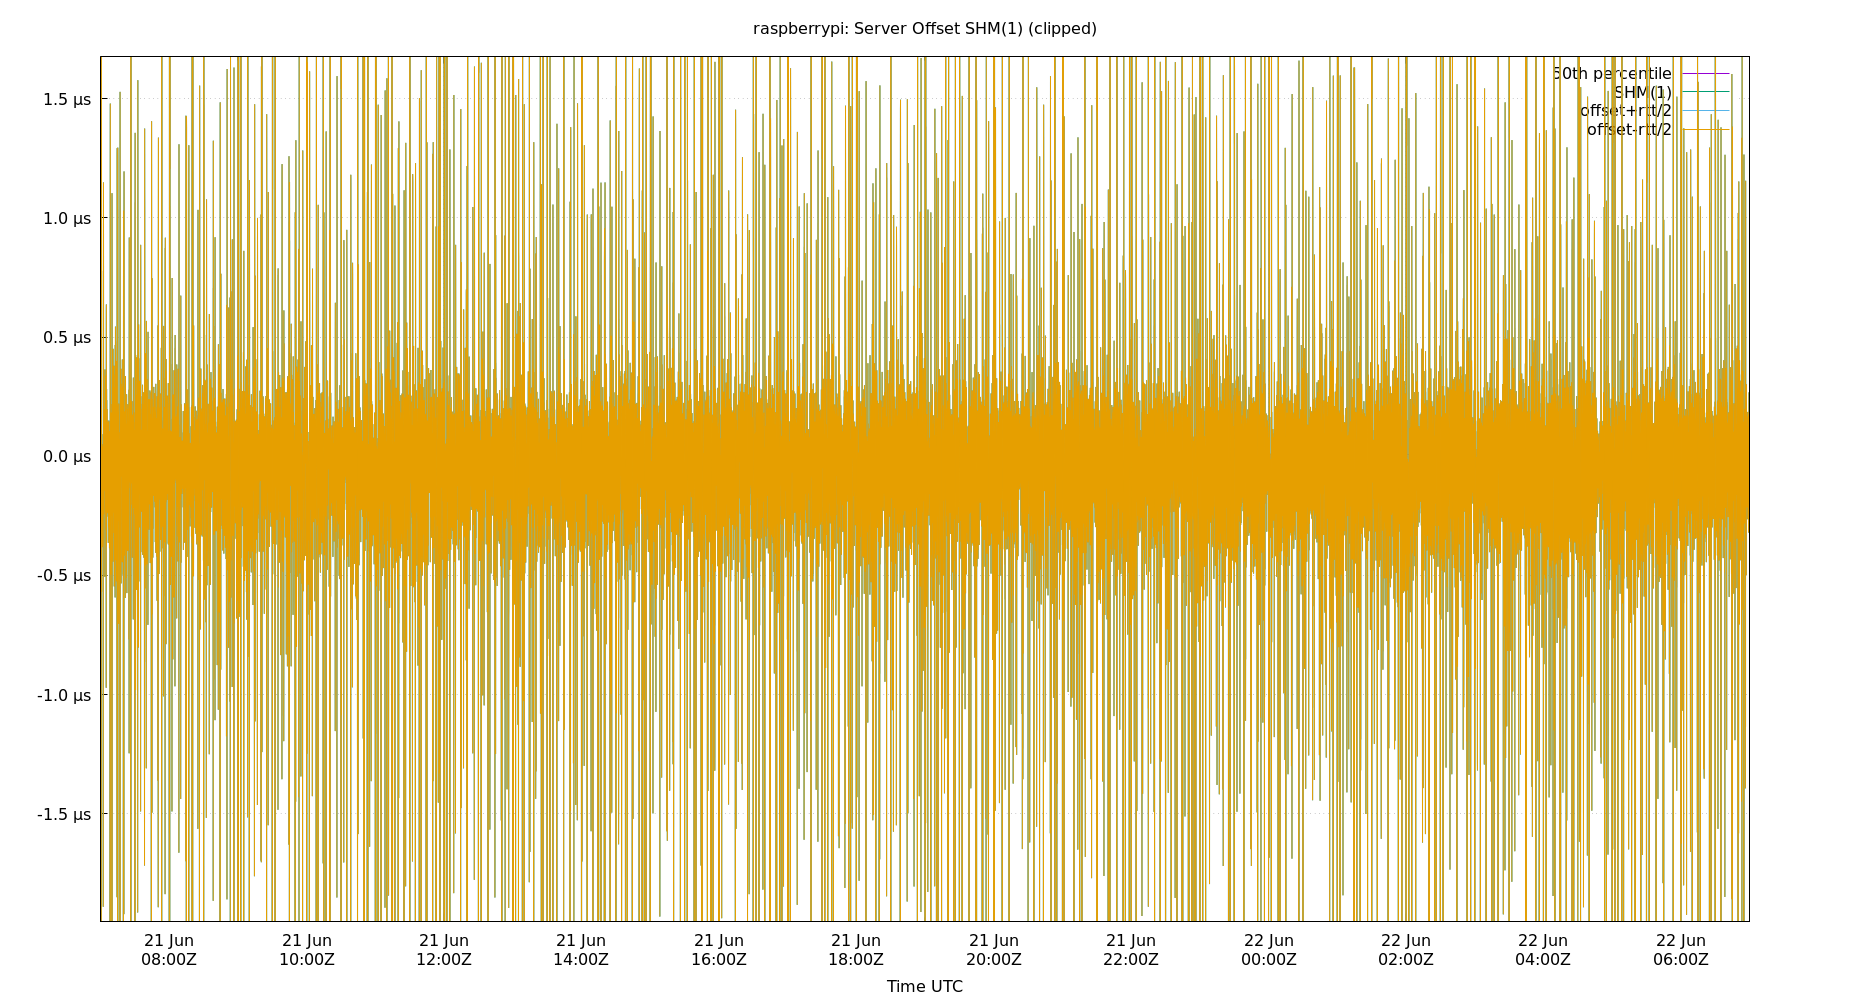 raspberrypi: Server Offset SHM(1) (clipped)
50th percentile
SHM(1)
offset+rtt/2
offset-rtt/2
1.5 µs
1.0 µs
0.5 µs
0.0 µs
-0.5 µs
-1.0 µs
-1.5 µs
21 Jun 21 Jun 21 Jun 21 Jun 21 Jun 21 Jun 21 Jun 21 Jun 22 Jun 22 Jun 22 Jun 22 Jun
08:00Z 10:00Z 12:00Z 14:00Z 16:00Z 18:00Z 20:00Z 22:00Z 00:00Z 02:00Z 04:00Z 06:00Z
Time UTC